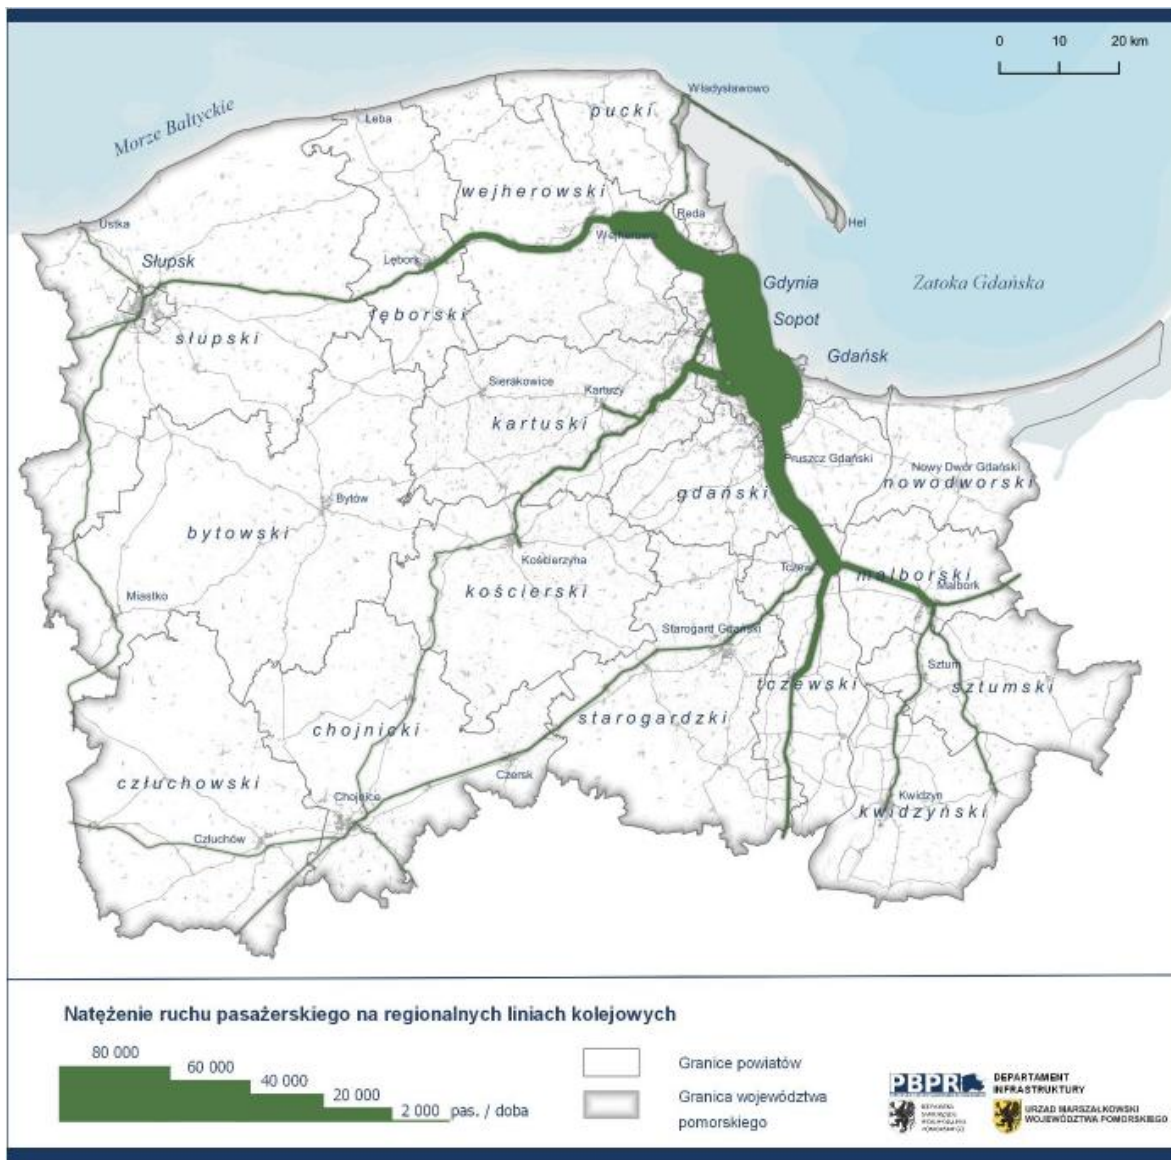 0 10 20 km
Władysławowo
pucki
Łeba
Morze Bałtyckie
wejherowski
Reda
Ustka
Wejherowo
Hel
Słupsk
Lębork
Gdynia
Zatoka Gdańska
Sopot
lęborski
słupski
Gdańsk
Sierakowice
Kartuzy
kartuski
Pruszcz Gdański
Nowy Dwór Gdański
nowodworski
gdański
Bytów
bytowski
Kościerzyna
Tczew
malborski
Malbork
kościerski
Miastko
Starogard Gdański
Sztum
tczewski
sztumski
starogardzki
chojnicki
Czersk
człuchowski
Chojnice
Kwidzyn
kwidzyński
Człuchów
Natężenie ruchu pasażerskiego na regionalnych liniach kolejowych
80 000
60 000
40 000
20 000
2 000 pas. / doba
Granice powiatów
Granica województwa
pomorskiego
PBPR
DEPARTAMENT
INFRASTRUKTURY
URZĄD MARSZAŁKOWSKI
WOJEWÓDZTWA POMORSKIEGO